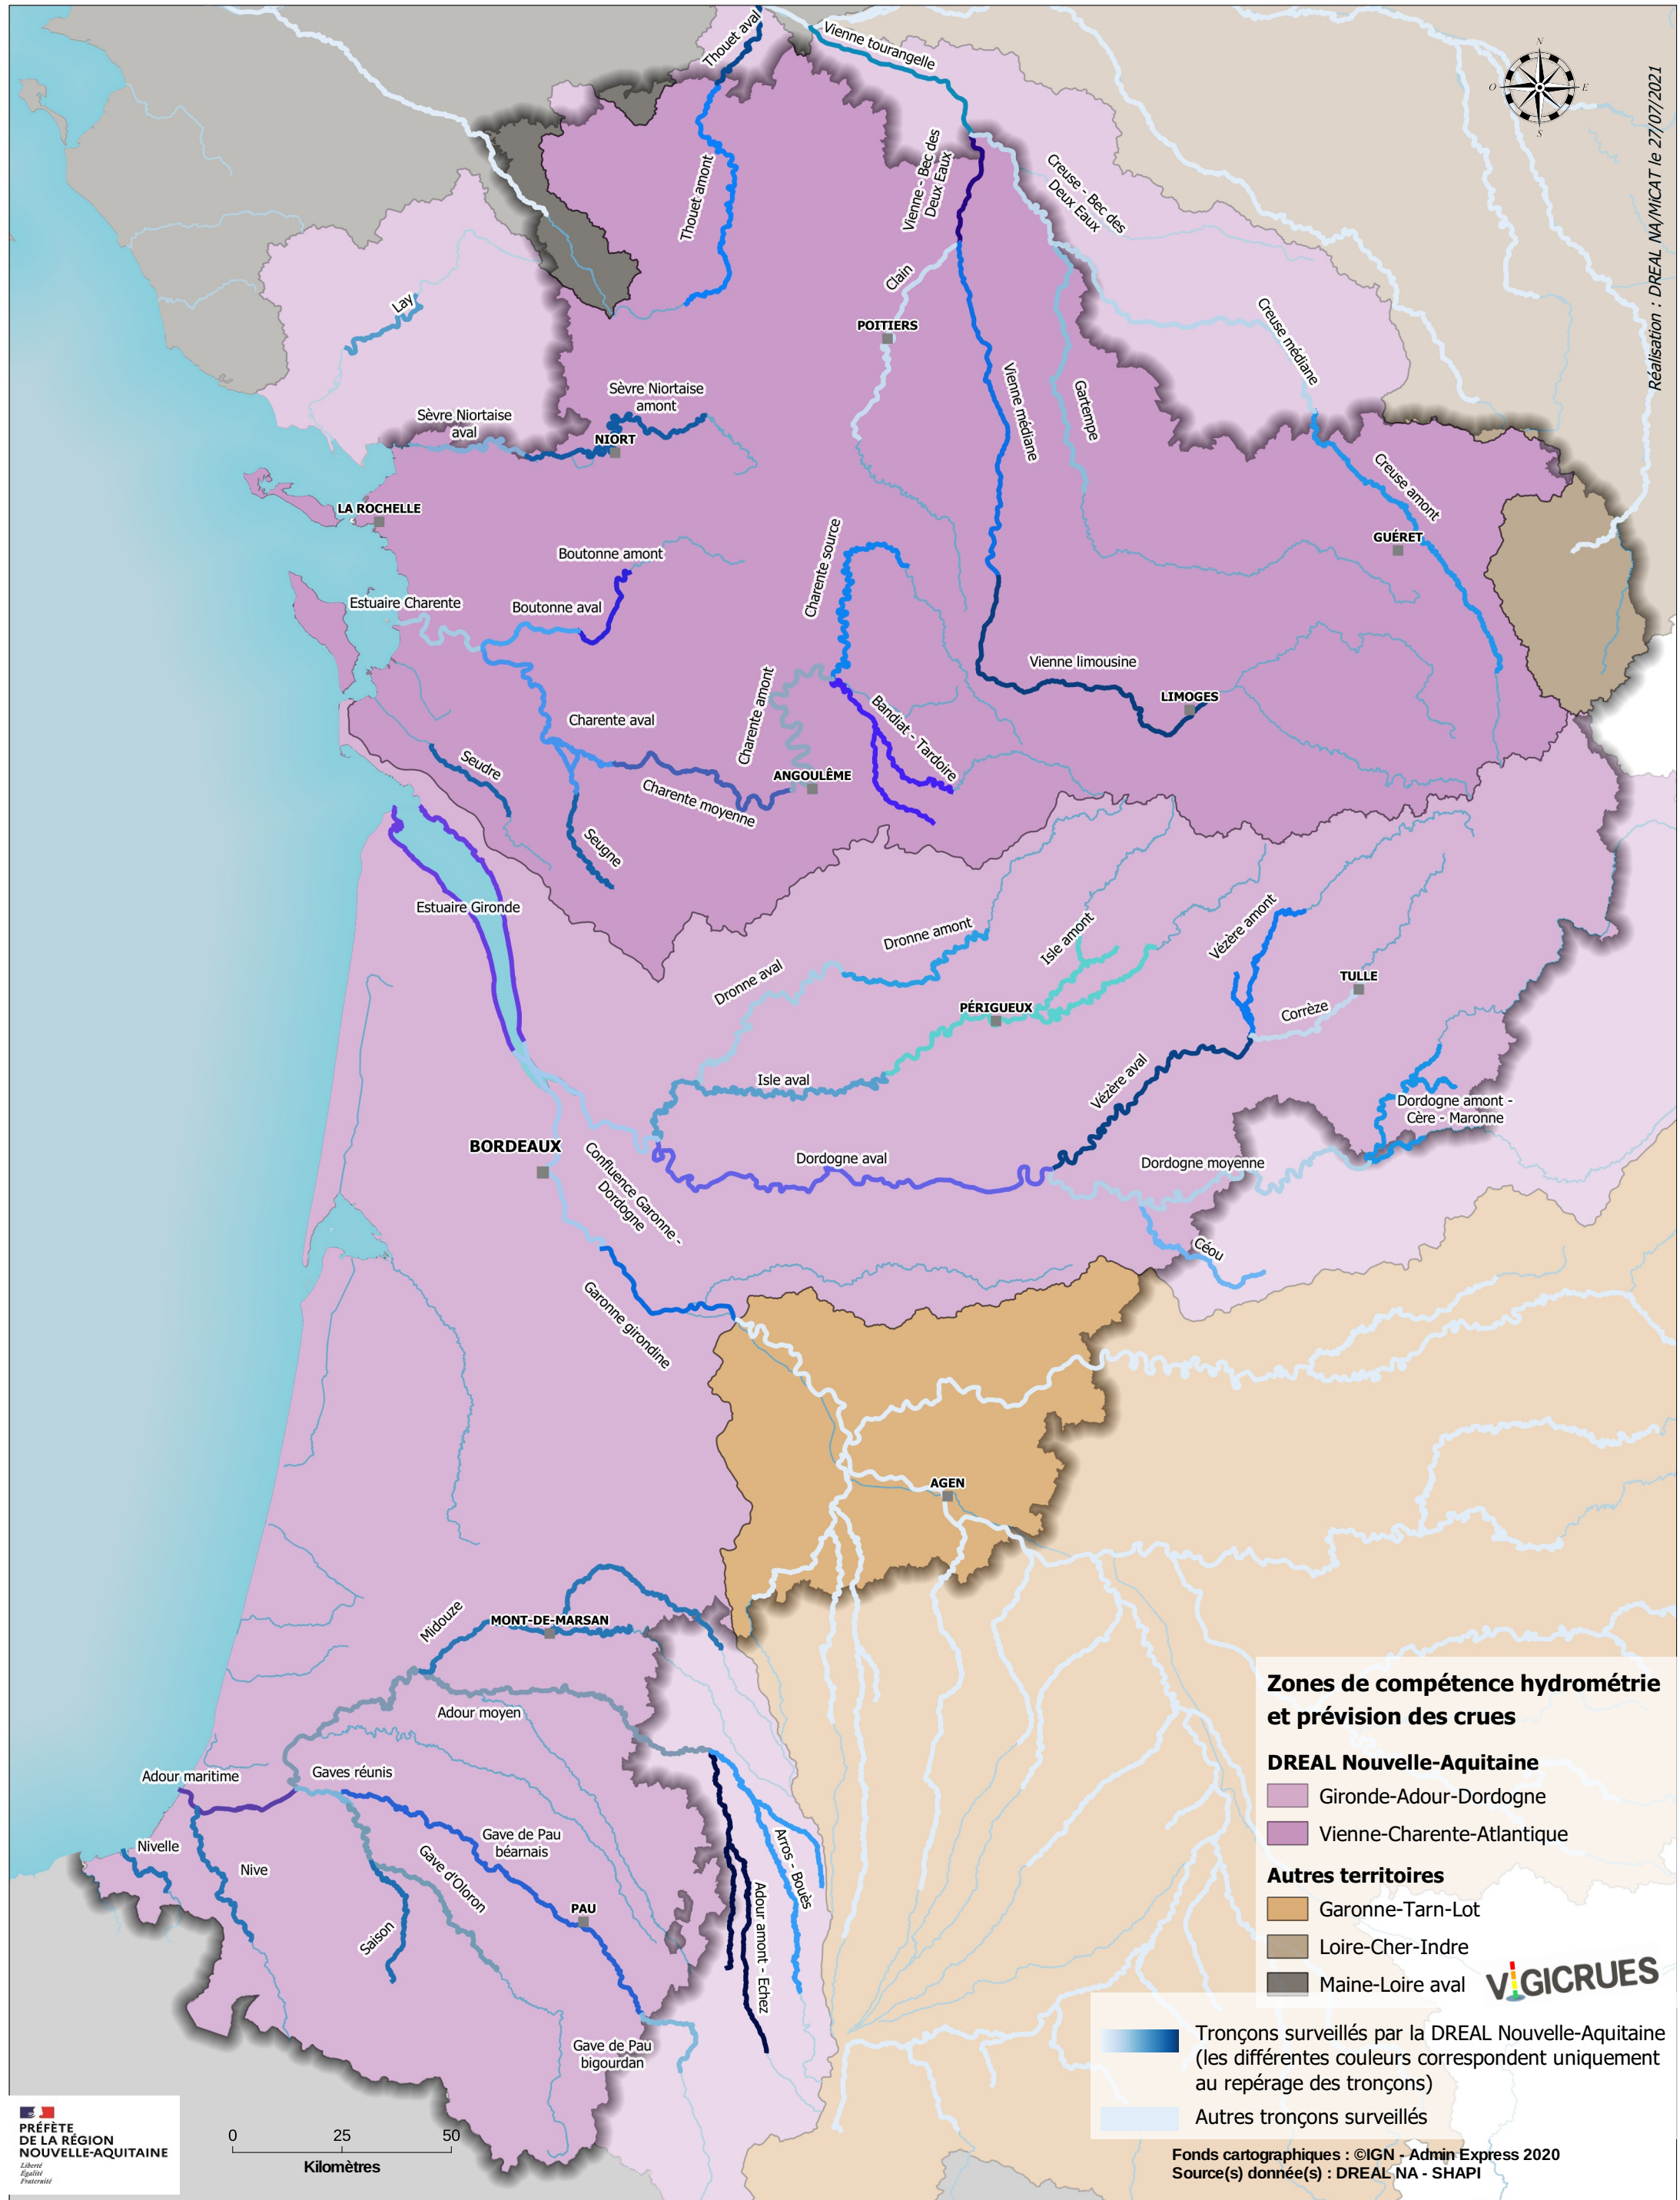 Thouet aval
Vienne tourangelle
N
O
E
S
Réalisation : DREAL NA/MiCAT le 27/07/2021
Thouet amont
Vienne - Bec des
Deux Eaux
Creuse - Bec des
Deux Eaux
Lay
Clain
POITIERS
Creuse médiane
Vienne médiane
Gartempe
Sèvre Niortaise
amont
Sèvre Niortaise
aval
NIORT
Creuse amont
LA ROCHELLE
GUÉRET
Charente source
Boutonne amont
Estuaire Charente
Boutonne aval
Vienne limousine
LIMOGES
Charente amont
Charente aval
Bandiat - Tardoire
Seudre
ANGOULÊME
Charente moyenne
Seugne
Estuaire Gironde
Dronne amont
Isle amont
Vézère amont
Dronne aval
TULLE
PÉRIGUEUX
Corrèze
Isle aval
Vézère aval
Dordogne amont -
Cère - Maronne
BORDEAUX
Confluence Garonne -
Dordogne
Dordogne aval
Dordogne moyenne
Céou
Garonne girondine
AGEN
Midouze
MONT-DE-MARSAN
Adour moyen
Adour maritime
Gaves réunis
Nivelle
Nive
Gave de Pau
béarnais
Gave d'Oloron
Arros - Bouès
PAU
Saison
Adour amont - Echez
Gave de Pau
bigourdan
Zones de compétence hydrométrie
et prévision des crues
DREAL Nouvelle-Aquitaine
Gironde-Adour-Dordogne
Vienne-Charente-Atlantique
Autres territoires
Garonne-Tarn-Lot
Loire-Cher-Indre
Maine-Loire aval
VIGICRUES
Tronçons surveillés par la DREAL Nouvelle-Aquitaine
(les différentes couleurs correspondent uniquement
au repérage des tronçons)
Autres tronçons surveillés
Fonds cartographiques : ©IGN - Admin Express 2020
Source(s) donnée(s) : DREAL NA - SHAPI
PRÉFÈTE
DE LA RÉGION
NOUVELLE-AQUITAINE
Liberté
Égalité
Fraternité
0 25 50
Kilomètres